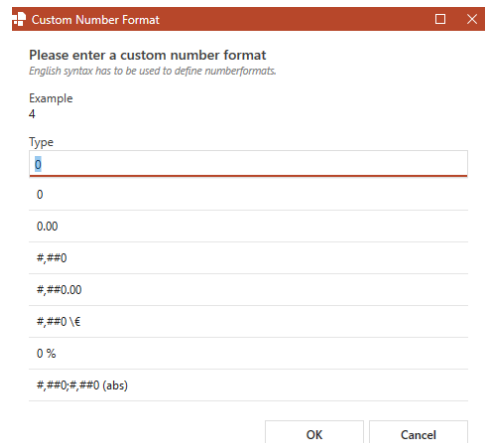 Custom Number Format
Please enter a custom number format
English syntax has to be used to define numberformats.
Example
4
Type
0
0
0.00
#,##0
#,##0.00
#,##0 \€
0 %
#,##0;#,##0 (abs)
OK Cancel